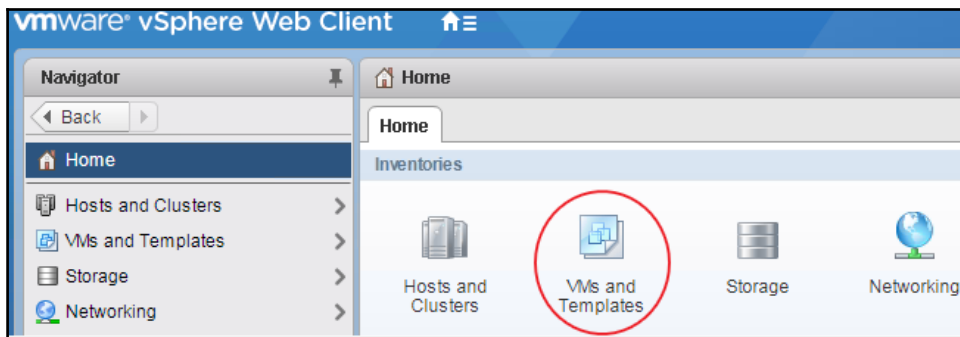 vmware® vSphere Web Client
Navigator
Back
Home
Hosts and Clusters
VMs and Templates
Storage
Networking
Home
Home
Inventories
Hosts and
Clusters
VMs and
Templates
Storage
Networking